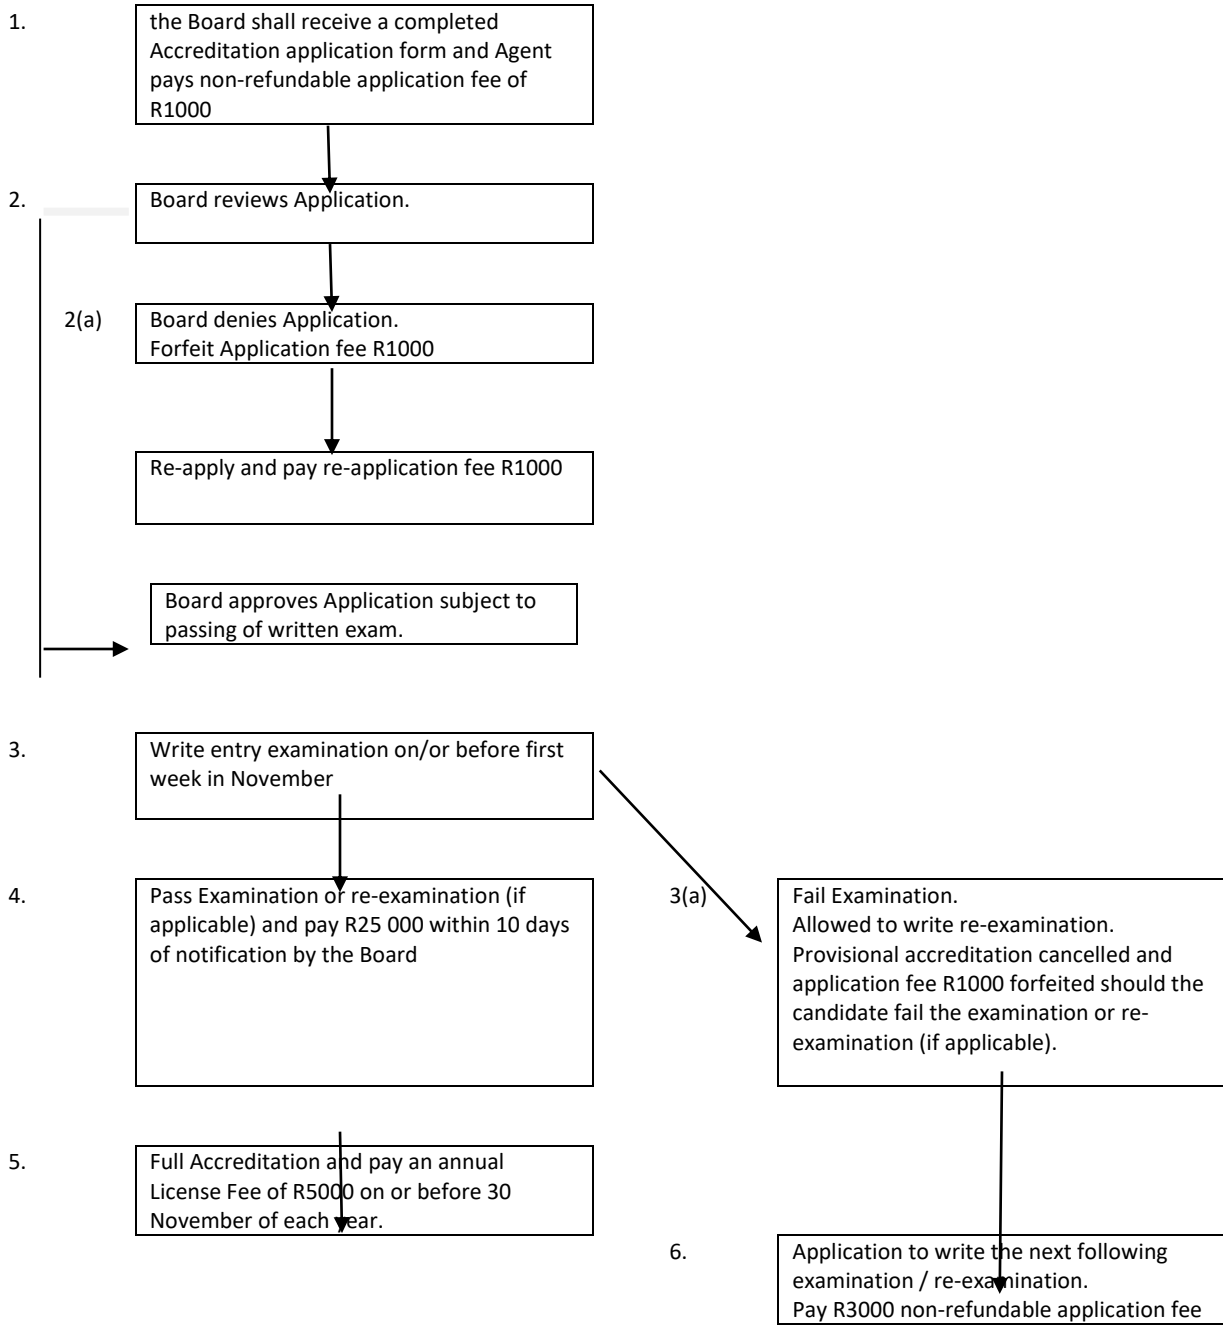 1.
the Board shall receive a completed
Accreditation application form and Agent
pays non-refundable application fee of
R1000
2.
Board reviews Application.
2(a)
Board denies Application.
Forfeit Application fee R1000
Re-apply and pay re-application fee R1000
Board approves Application subject to
passing of written exam.
3.
Write entry examination on/or before first
week in November
4.
Pass Examination or re-examination (if
applicable) and pay R25 000 within 10 days
of notification by the Board
3(a)
Fail Examination.
Allowed to write re-examination.
Provisional accreditation cancelled and
application fee R1000 forfeited should the
candidate fail the examination or re-
examination (if applicable).
5.
Full Accreditation and pay an annual
License Fee of R5000 on or before 30
November of each year.
6.
Application to write the next following
examination / re-examination.
Pay R3000 non-refundable application fee